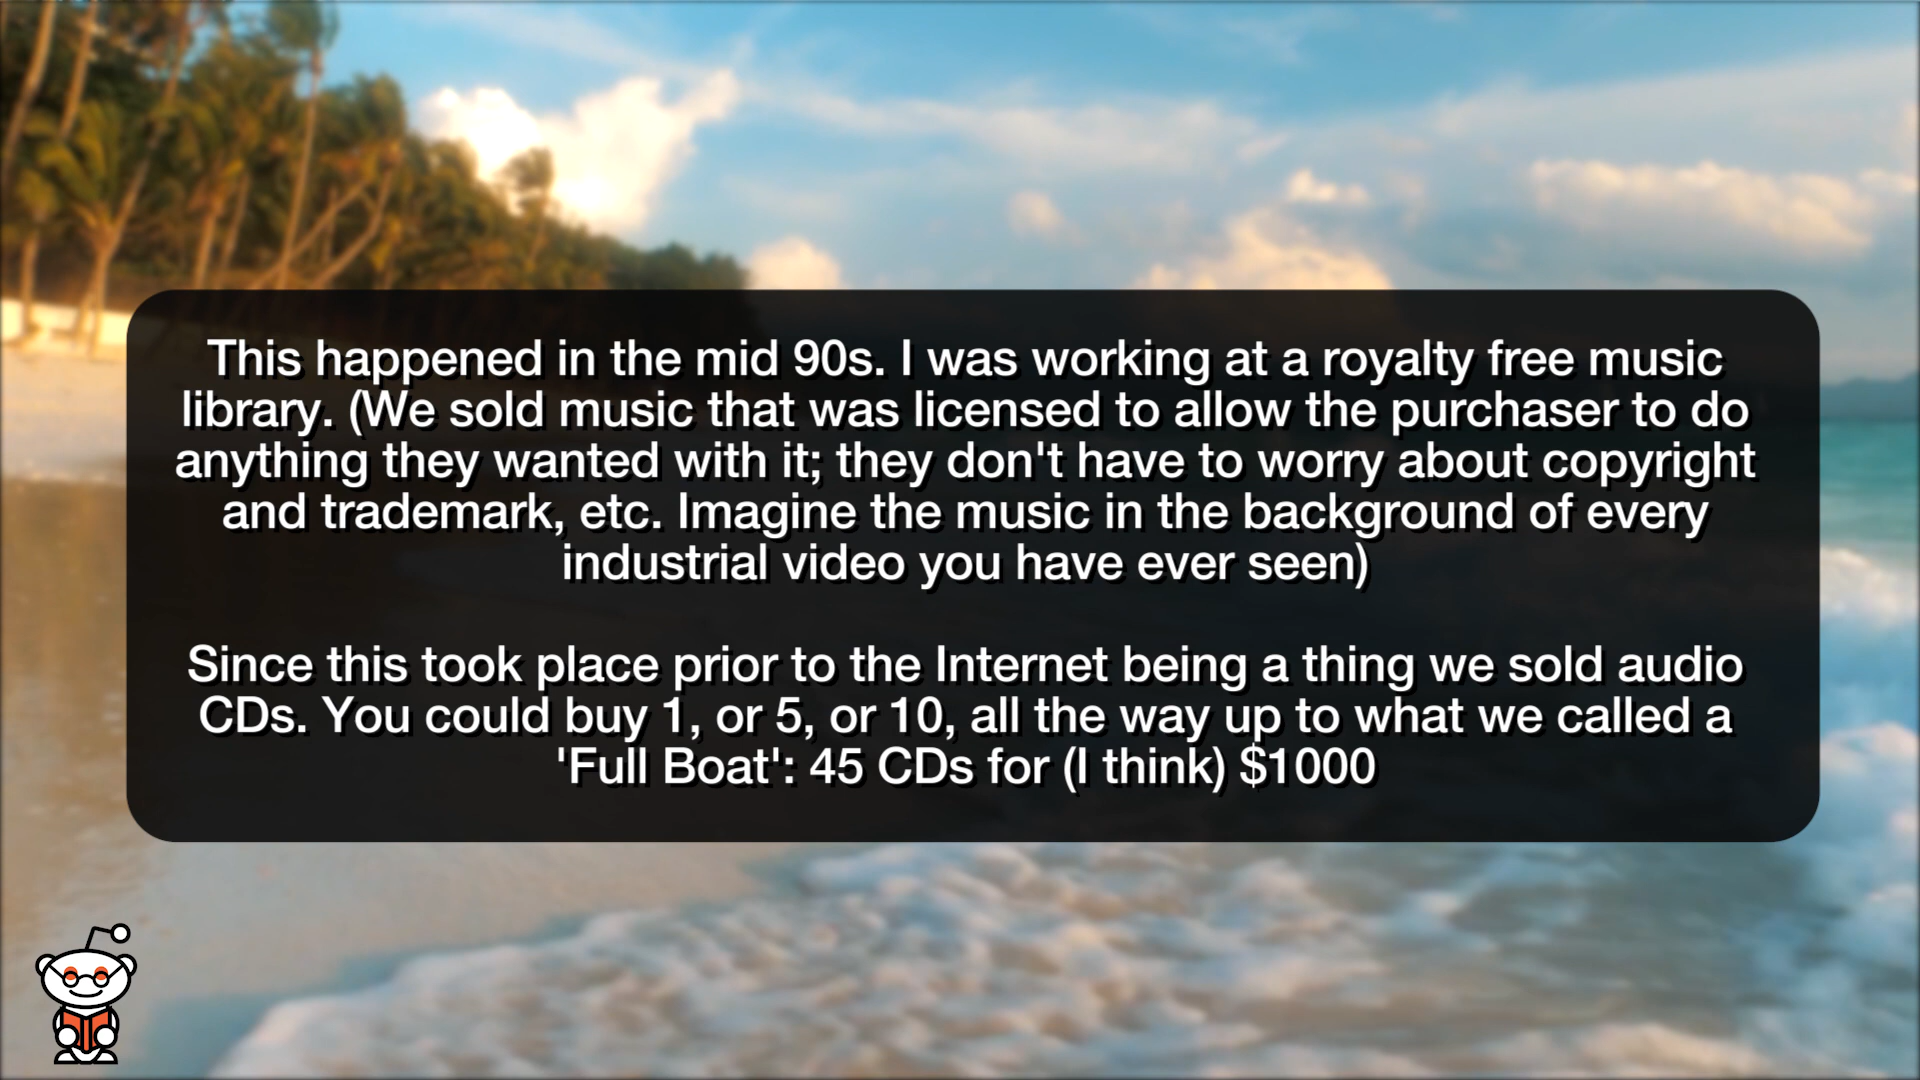 This happened in the mid 90s. I was working at a royalty free music
library. (We sold music that was licensed to allow the purchaser to do
anything they wanted with it; they don't have to worry about copyright
and trademark, etc. Imagine the music in the background of every
industrial video you have ever seen)
Since this took place prior to the Internet being a thing we sold audio
CDs. You could buy 1, or 5, or 10, all the way up to what we called a
'Full Boat': 45 CDs for (I think) $1000